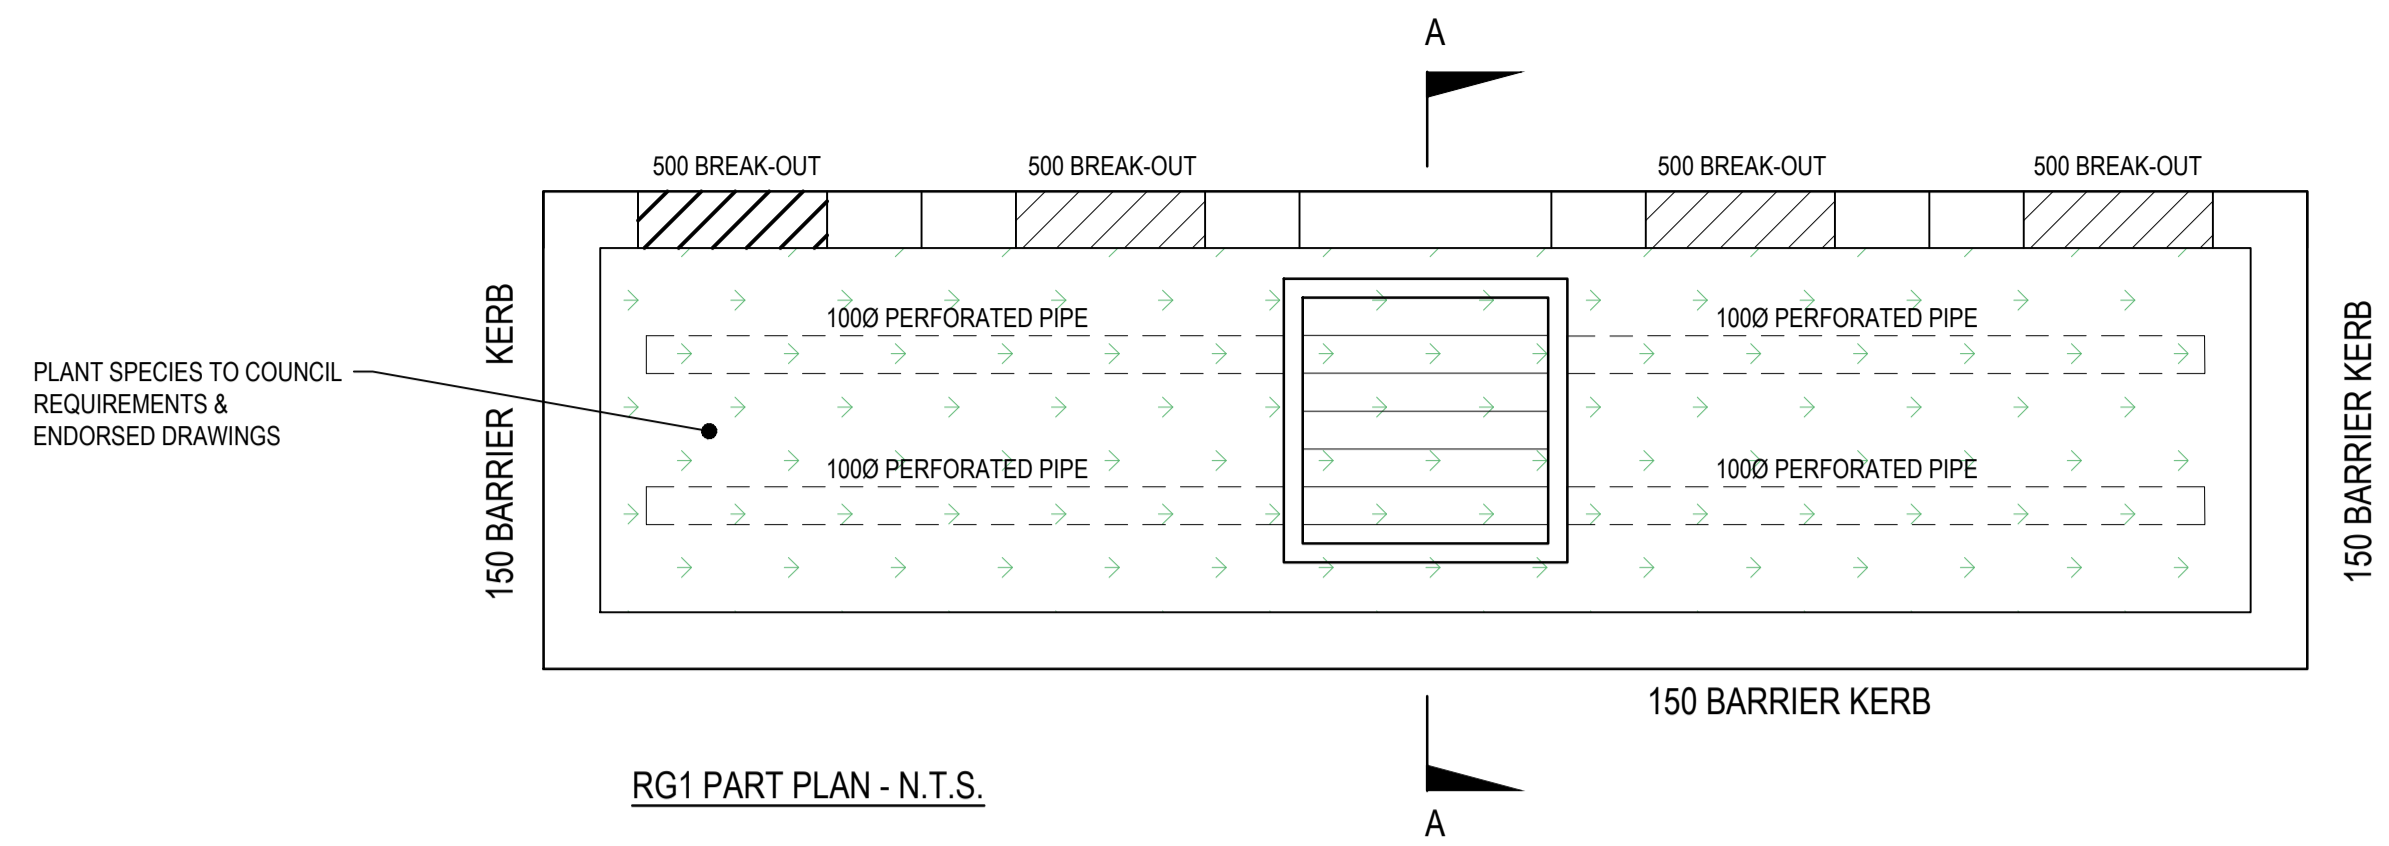 A
500 BREAK-OUT
500 BREAK-OUT
500 BREAK-OUT
500 BREAK-OUT
100Ø PERFORATED PIPE
100Ø PERFORATED PIPE
150 BARRIER KERB
150 BARRIER KERB
PLANT SPECIES TO COUNCIL
REQUIREMENTS &
ENDORSED DRAWINGS
100Ø PERFORATED PIPE
100Ø PERFORATED PIPE
150 BARRIER KERB
RG1 PART PLAN - N.T.S.
A